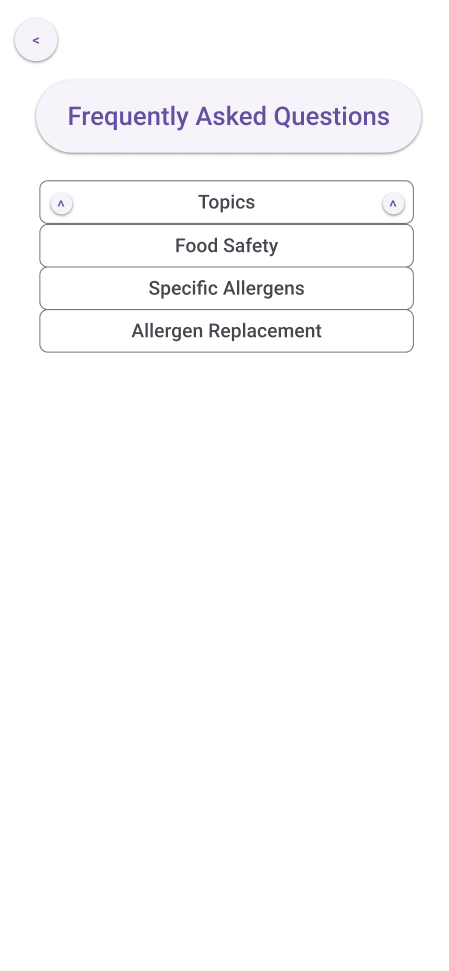 <
Frequently Asked Questions
^ Topics ^
Food Safety
Specific Allergens
Allergen Replacement